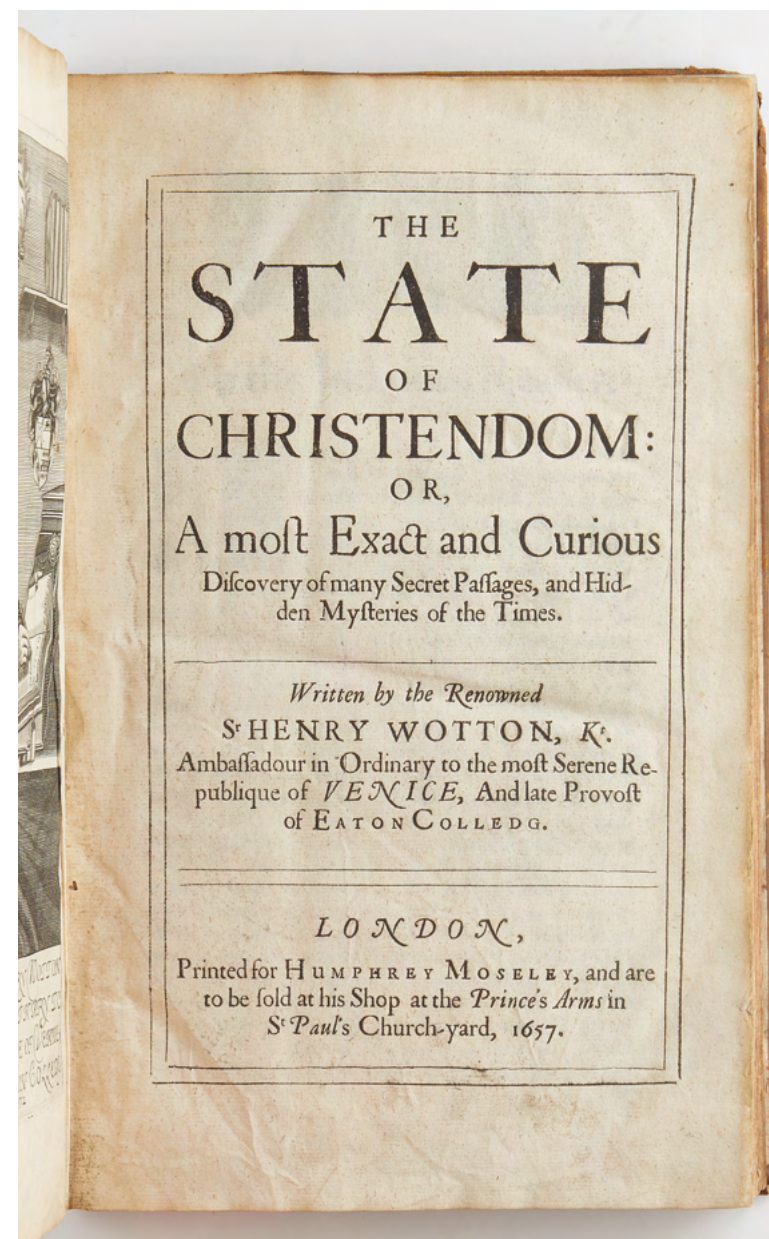 THE
STATE
OF
CHRISTENDOM:
OR,
A moſt Exact and Curious
Diſcovery of many Secret Paſſages, and Hid-
den Myſteries of the Times.
Written by the Renowned
Sr HENRY WOTTON, Kt.
Ambaſſadour in Ordinary to the moſt Serene Re-
publique of VENICE, And late Provoſt
of EATON COLLEDG.
LONDON,
Printed for HUMPHREY MOSELEY, and are
to be ſold at his Shop at the Prince's Arms in
St Paul's Church-yard, 1657.